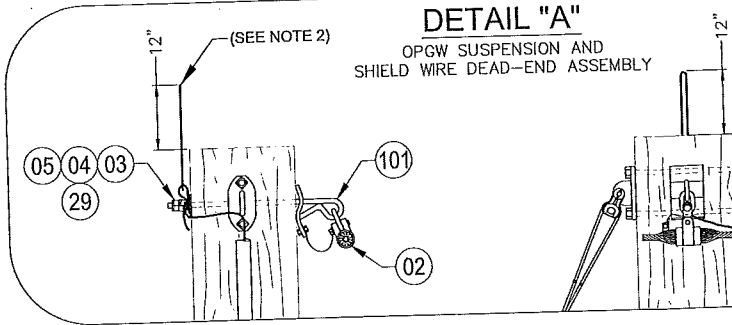 DETAIL "A"
OPGW SUSPENSION AND
SHIELD WIRE DEAD-END ASSEMBLY
12"
(SEE NOTE 2)
12"
05 04 03
29
101
02